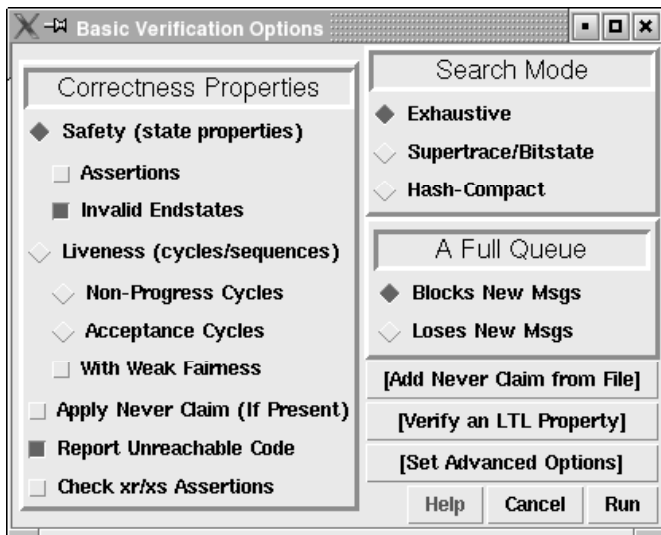 Basic Verification Options
Correctness Properties
Safety (state properties)
Assertions
Invalid Endstates
Liveness (cycles/sequences)
Non-Progress Cycles
Acceptance Cycles
With Weak Fairness
Apply Never Claim (If Present)
Report Unreachable Code
Check xr/xs Assertions
Search Mode
Exhaustive
Supertrace/Bitstate
Hash-Compact
A Full Queue
Blocks New Msgs
Loses New Msgs
[Add Never Claim from File]
[Verify an LTL Property]
[Set Advanced Options]
Help Cancel Run